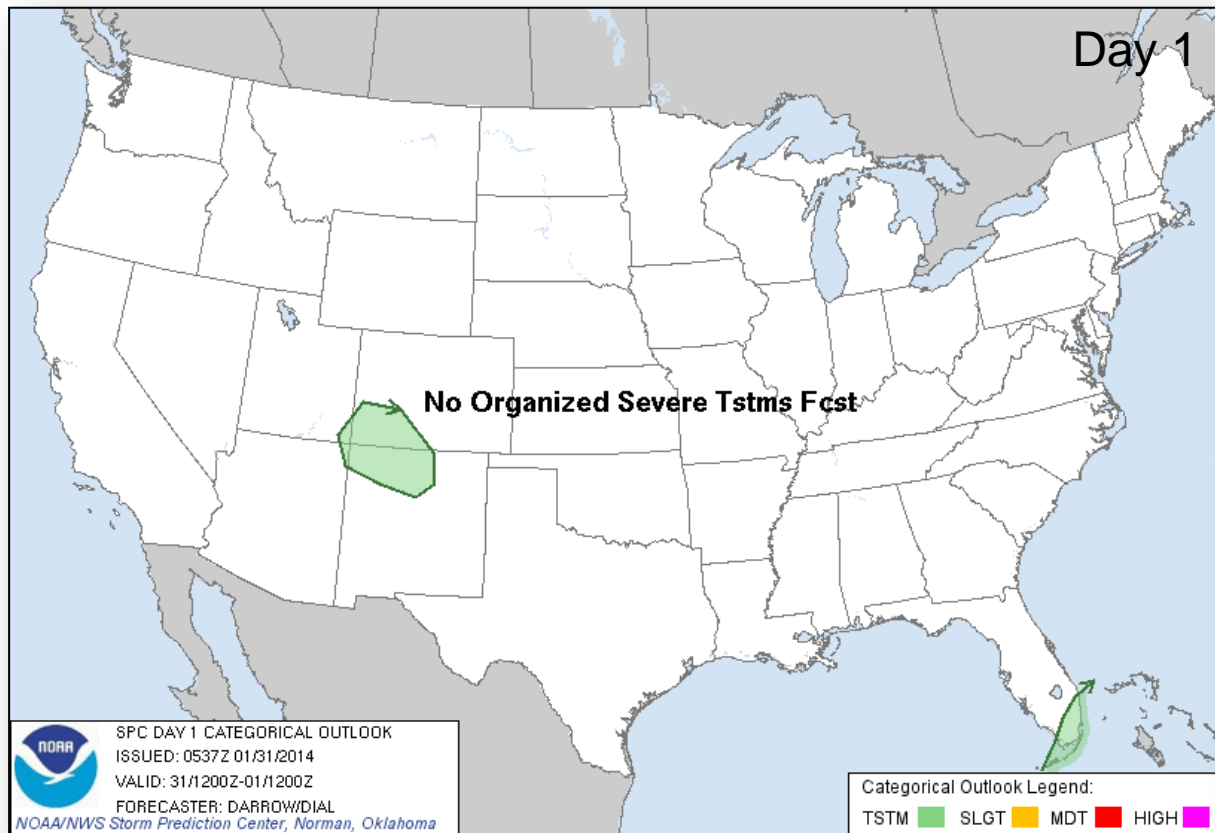 Day 1
No Organized Severe Tstms Fcst
NOAA
SPC DAY 1 CATEGORICAL OUTLOOK
ISSUED: 0537Z 01/31/2014
VALID: 31/1200Z-01/1200Z
FORECASTER: DARROW/DIAL
NOAA/NWS Storm Prediction Center, Norman, Oklahoma
Categorical Outlook Legend:
TSTM SLGT MDT HIGH